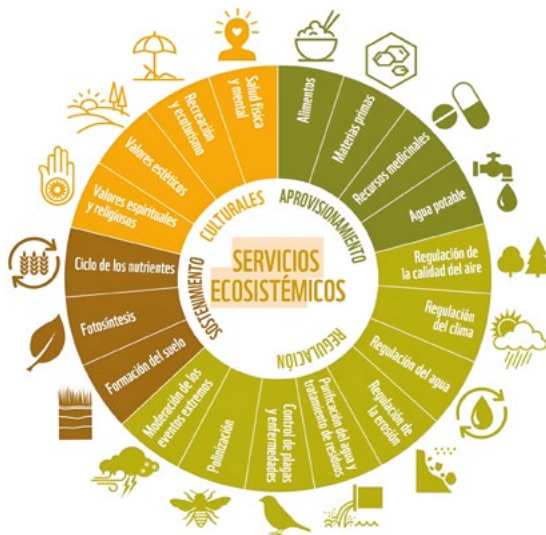 SERVICIOS
ECOSISTÉMICOS
CULTURALES
APROVISIONAMIENTO
REGULACIÓN
SOSTENIMIENTO
Alimentos
Materias primas
Recursos medicinales
Agua potable
Regulación de
la calidad del aire
Regulación
del clima
Regulación del agua
Regulación de
la erosión
Purificación del agua y
tratamiento de residuos
Control de plagas
y enfermedades
Polinización
Moderación de los
eventos extremos
Formación del suelo
Fotosíntesis
Ciclo de los nutrientes
Valores espirituales
y religiosos
Valores estéticos
Recreación
y ecoturismo
Salud física
y mental